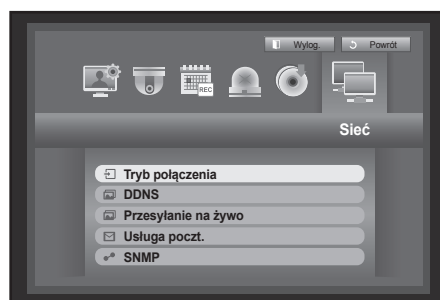 Wylog. Powrót
REC
Sieć
Tryb połączenia
DDNS
Przesyłanie na żywo
Usługa poczt.
SNMP